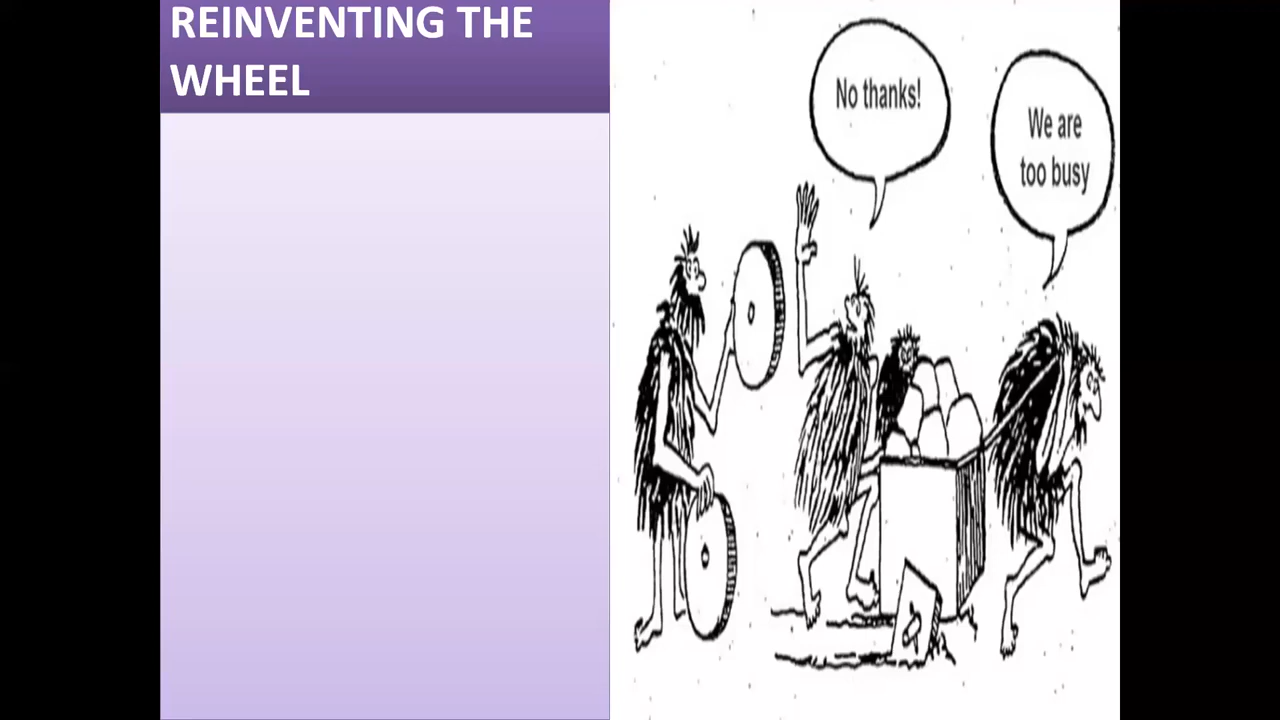 REINVENTING THE
WHEEL
No thanks!
We are
too busy